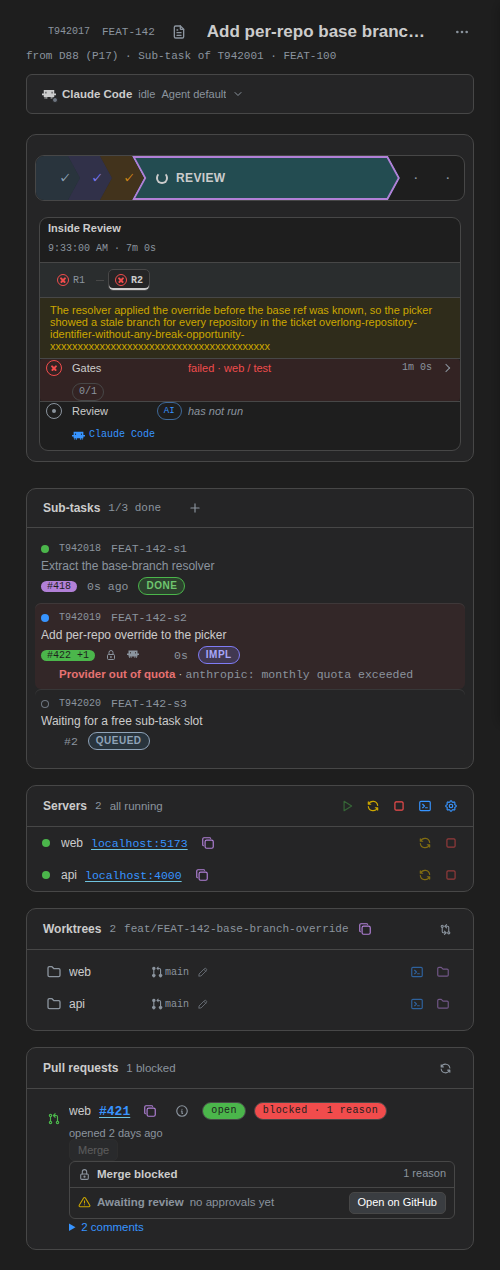 T942017 FEAT-142 Add per-repo base branc…
from D88 (P17) · Sub-task of T942001 · FEAT-100
Claude Code idle Agent default
REVIEW
Inside Review
9:33:00 AM · 7m 0s
R1 — R2
The resolver applied the override before the base ref was known, so the picker
showed a stale branch for every repository in the ticket overlong-repository-
identifier-without-any-break-opportunity-
xxxxxxxxxxxxxxxxxxxxxxxxxxxxxxxxxxxxxxxx
Gates failed · web / test 1m 0s
0/1
Review AI has not run
Claude Code
Sub-tasks 1/3 done
T942018 FEAT-142-s1
Extract the base-branch resolver
#418 0s ago DONE
T942019 FEAT-142-s2
Add per-repo override to the picker
#422 +1 0s IMPL
Provider out of quota · anthropic: monthly quota exceeded
T942020 FEAT-142-s3
Waiting for a free sub-task slot
#2 QUEUED
Servers 2 all running
web localhost:5173
api localhost:4000
Worktrees 2 feat/FEAT-142-base-branch-override
web main
api main
Pull requests 1 blocked
web #421 open blocked · 1 reason
opened 2 days ago
Merge
Merge blocked 1 reason
Awaiting review no approvals yet Open on GitHub
2 comments